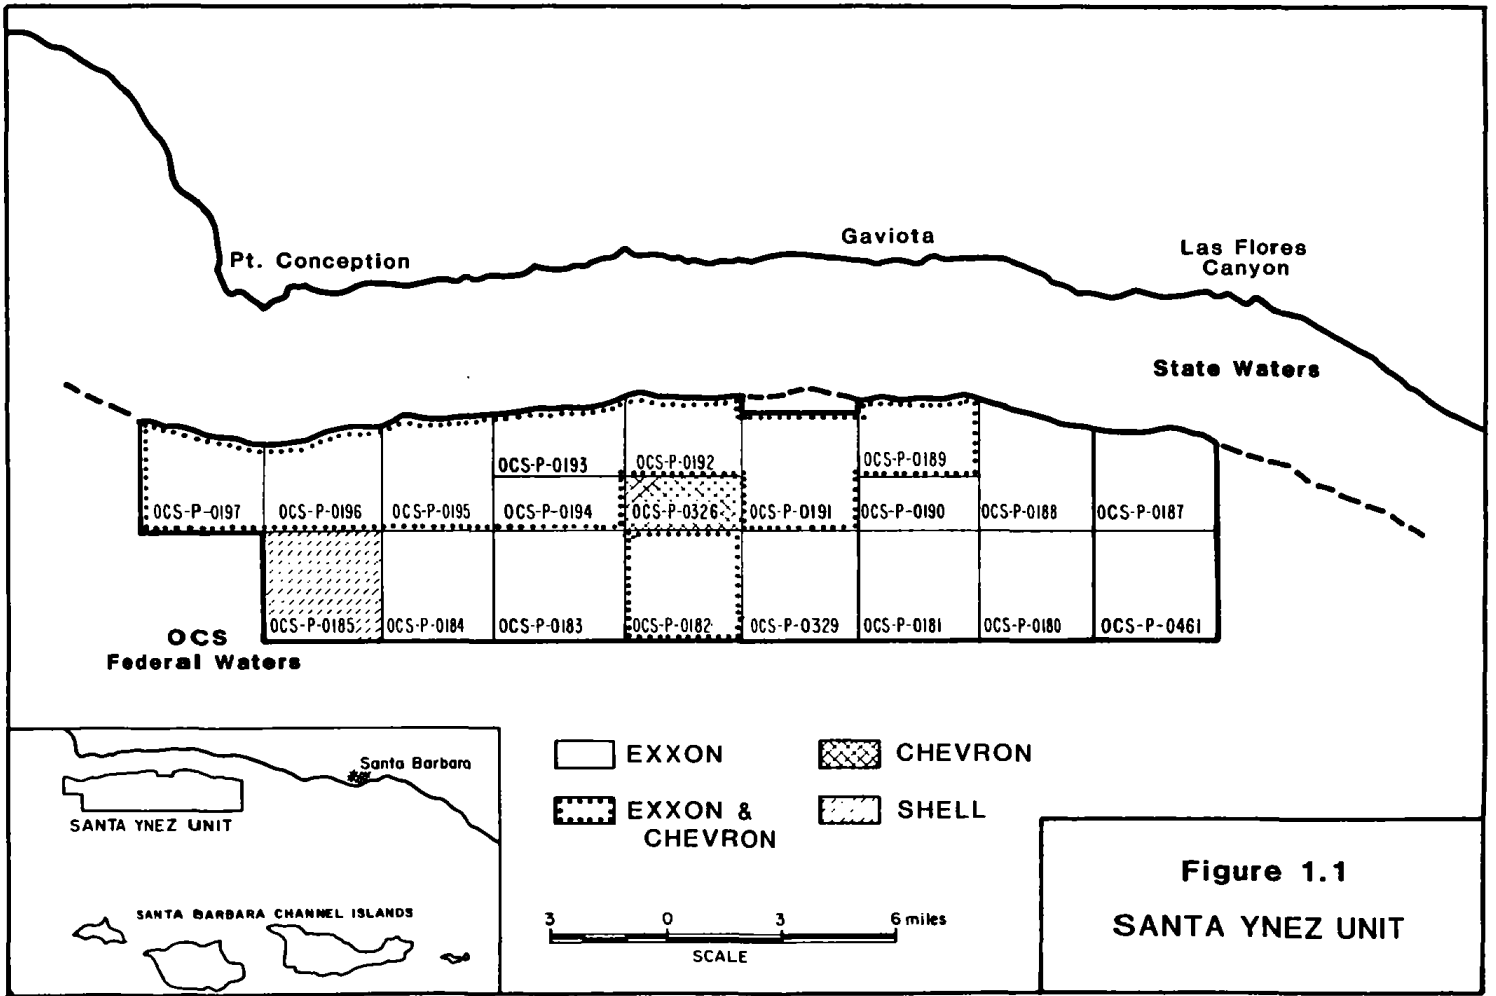 Gaviota
Pt. Conception
Las Flores
Canyon
State Waters
OCS-P-0193
OCS-P-0192
OCS-P-0189
OCS-P-0197
OCS-P-0196
OCS-P-0195
OCS-P-0194
OCS-P-0326
OCS-P-0191
OCS-P-0190
OCS-P-0188
OCS-P-0187
OCS-P-0185
OCS-P-0184
OCS-P-0183
OCS-P-0182
OCS-P-0329
OCS-P-0181
OCS-P-0180
OCS-P-0461
OCS
Federal Waters
Santa Barbara
SANTA YNEZ UNIT
SANTA BARBARA CHANNEL ISLANDS
EXXON
CHEVRON
EXXON &
CHEVRON
SHELL
3 0 3 6 miles
SCALE
Figure 1.1
SANTA YNEZ UNIT